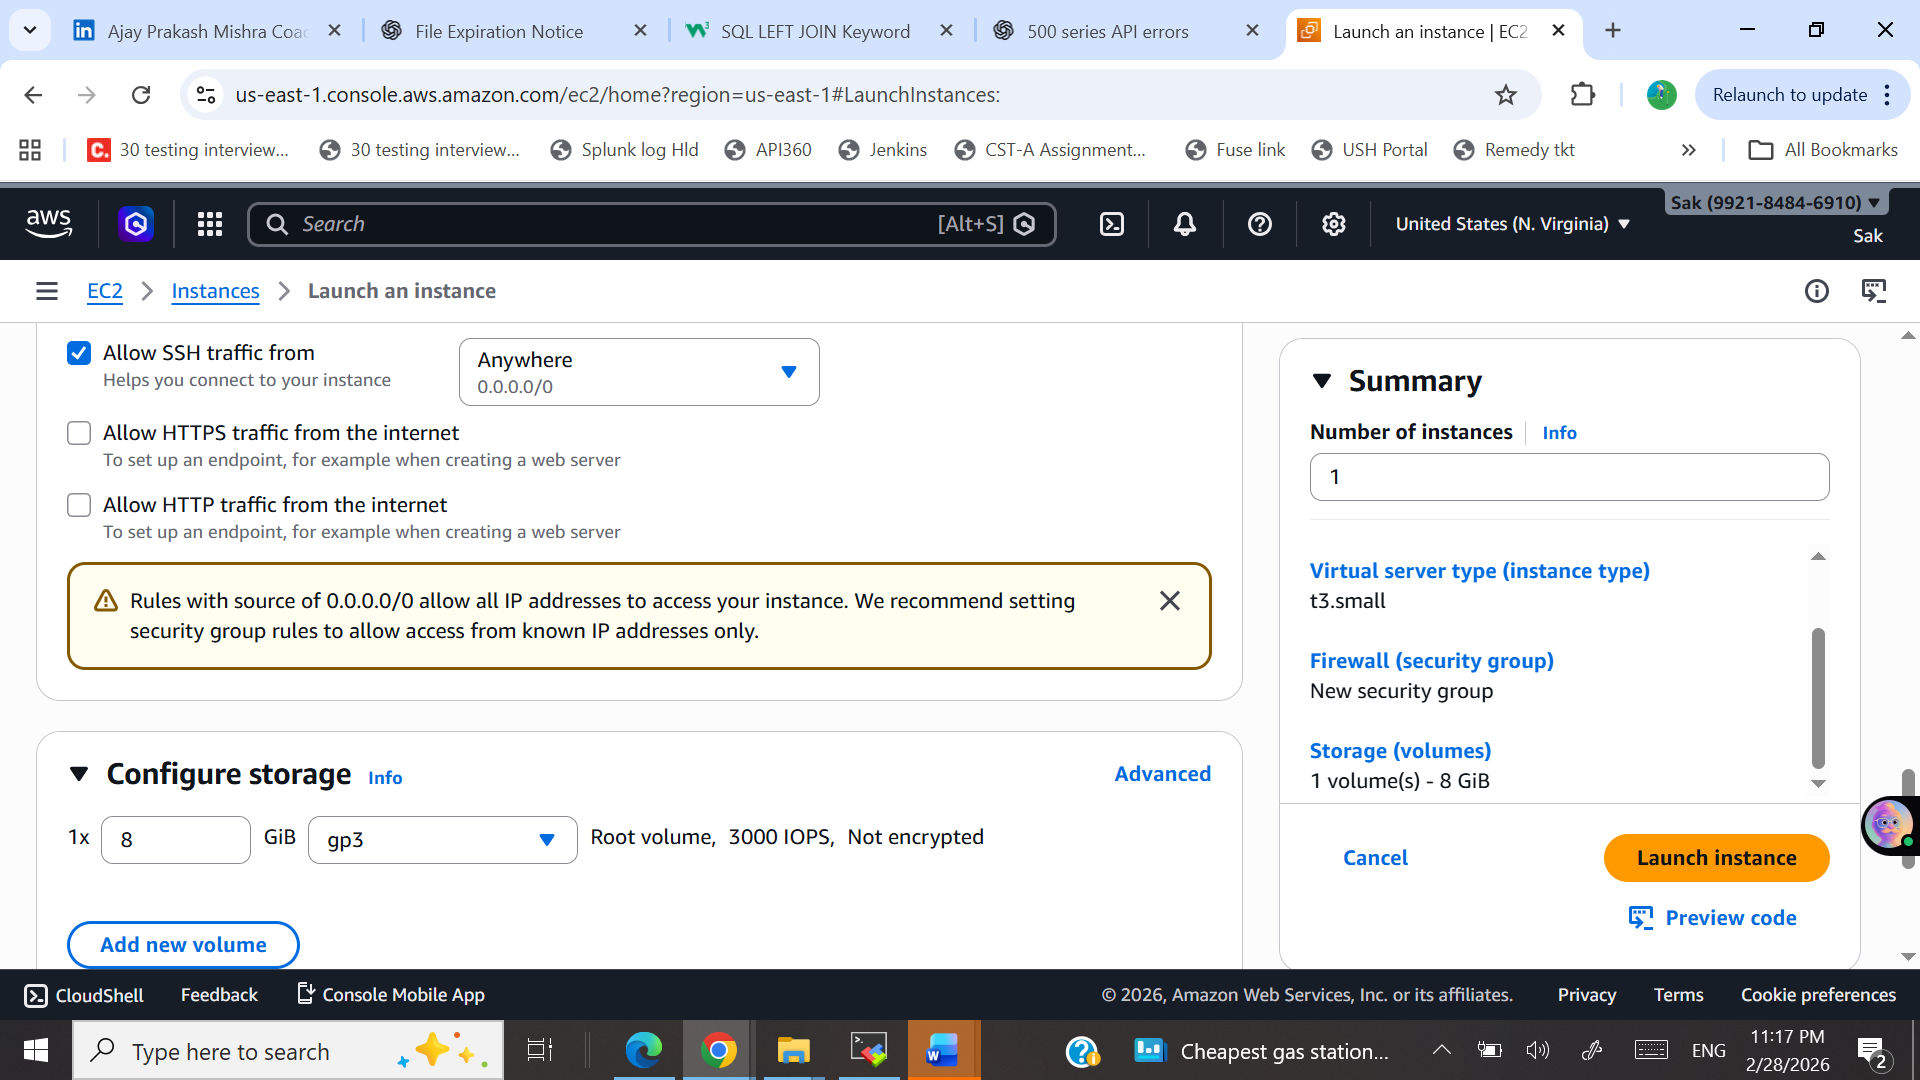 Ajay Prakash Mishra Coac
File Expiration Notice
SQL LEFT JOIN Keyword
500 series API errors
Launch an instance | EC2
us-east-1.console.aws.amazon.com/ec2/home?region=us-east-1#LaunchInstances:
Relaunch to update
30 testing interview...
30 testing interview...
Splunk log Hld
API360
Jenkins
CST-A Assignment...
Fuse link
USH Portal
Remedy tkt
All Bookmarks
aws
Search
[Alt+S]
United States (N. Virginia)
Sak (9921-8484-6910)
Sak
EC2
Instances
Launch an instance
Allow SSH traffic from
Helps you connect to your instance
Anywhere
0.0.0.0/0
Allow HTTPS traffic from the internet
To set up an endpoint, for example when creating a web server
Allow HTTP traffic from the internet
To set up an endpoint, for example when creating a web server
Rules with source of 0.0.0.0/0 allow all IP addresses to access your instance. We recommend setting
security group rules to allow access from known IP addresses only.
Configure storage
Info
Advanced
1x
8
GiB
gp3
Root volume, 3000 IOPS, Not encrypted
Add new volume
Summary
Number of instances
Info
1
Virtual server type (instance type)
t3.small
Firewall (security group)
New security group
Storage (volumes)
1 volume(s) - 8 GiB
Cancel
Launch instance
Preview code
CloudShell
Feedback
Console Mobile App
© 2026, Amazon Web Services, Inc. or its affiliates.
Privacy
Terms
Cookie preferences
Type here to search
Cheapest gas station...
ENG
11:17 PM
2/28/2026
2